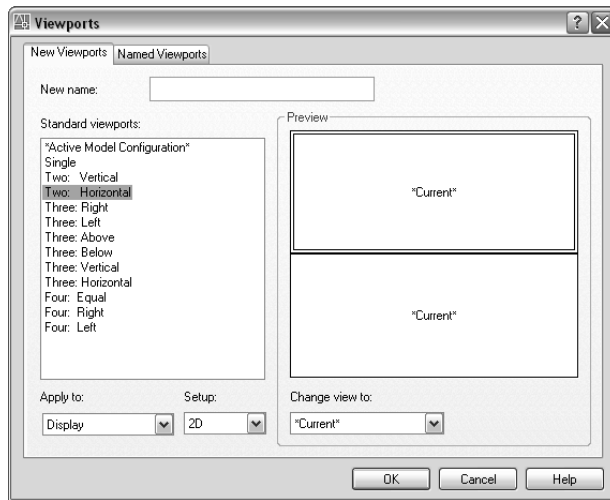 Viewports
New Viewports
Named Viewports
New name:
Standard viewports:
*Active Model Configuration*
Single
Two: Vertical
Two: Horizontal
Three: Right
Three: Left
Three: Above
Three: Below
Three: Vertical
Three: Horizontal
Four: Equal
Four: Right
Four: Left
Apply to:
Display
Setup:
2D
Preview
*Current*
*Current*
Change view to:
*Current*
OK
Cancel
Help